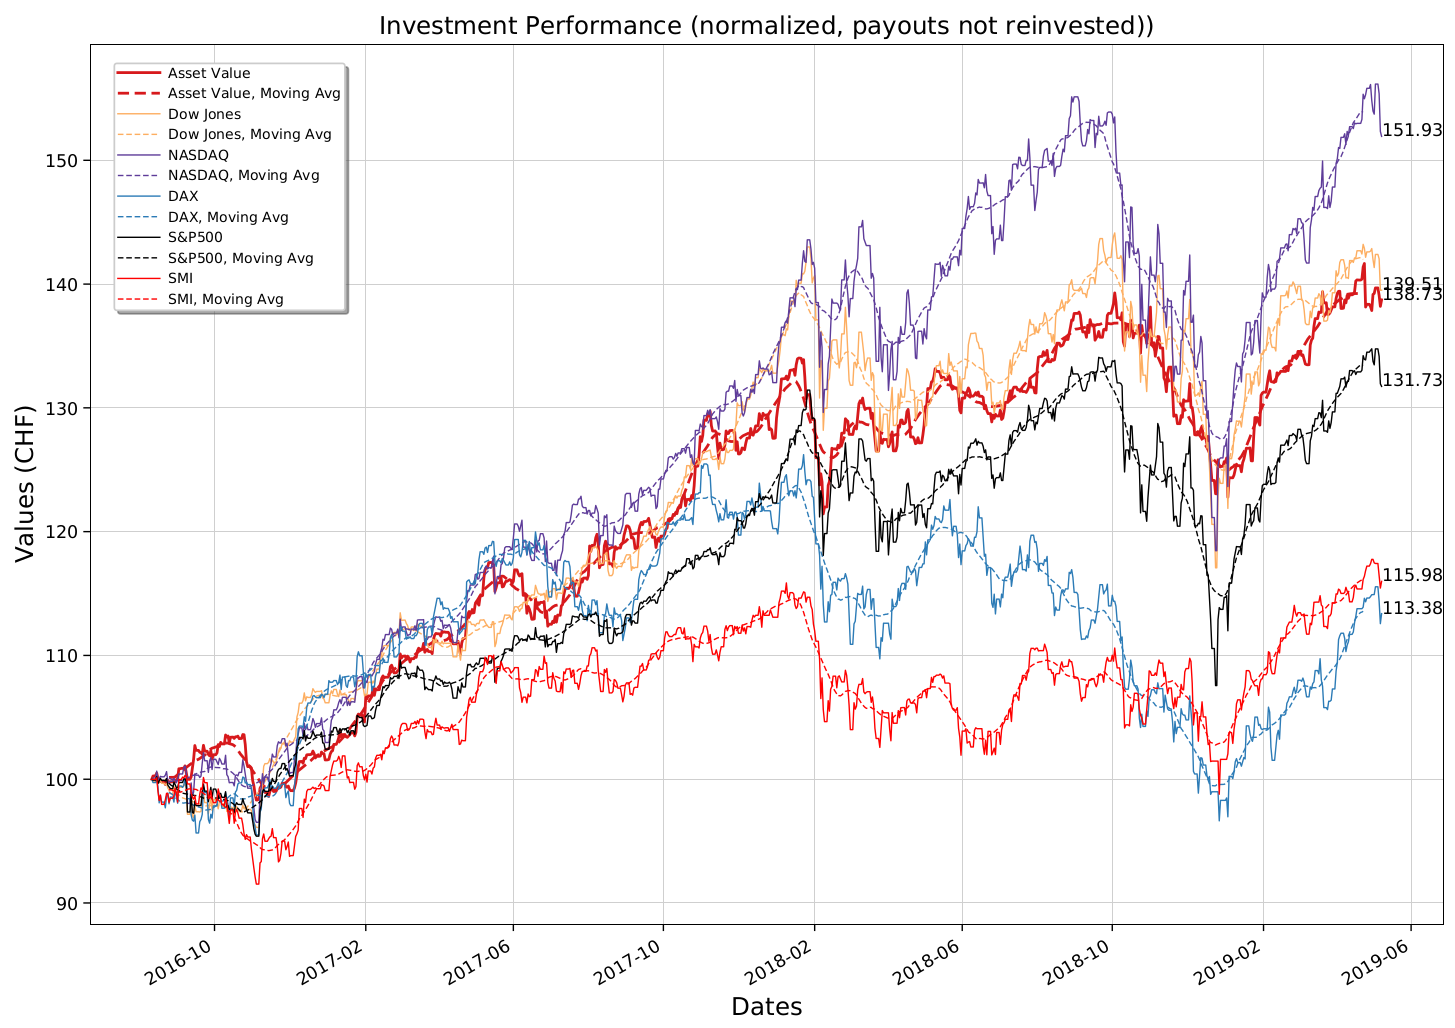 Investment Performance (normalized, payouts not reinvested))
Asset Value
Asset Value, Moving Avg
Dow Jones
Dow Jones, Moving Avg
NASDAQ
NASDAQ, Moving Avg
DAX
DAX, Moving Avg
S&P500
S&P500, Moving Avg
SMI
SMI, Moving Avg
Values (CHF)
150
140
130
120
110
100
90
151.93
139.51
138.73
131.73
115.98
113.38
2016-10
2017-02
2017-06
2017-10
2018-02
2018-06
2018-10
2019-02
2019-06
Dates